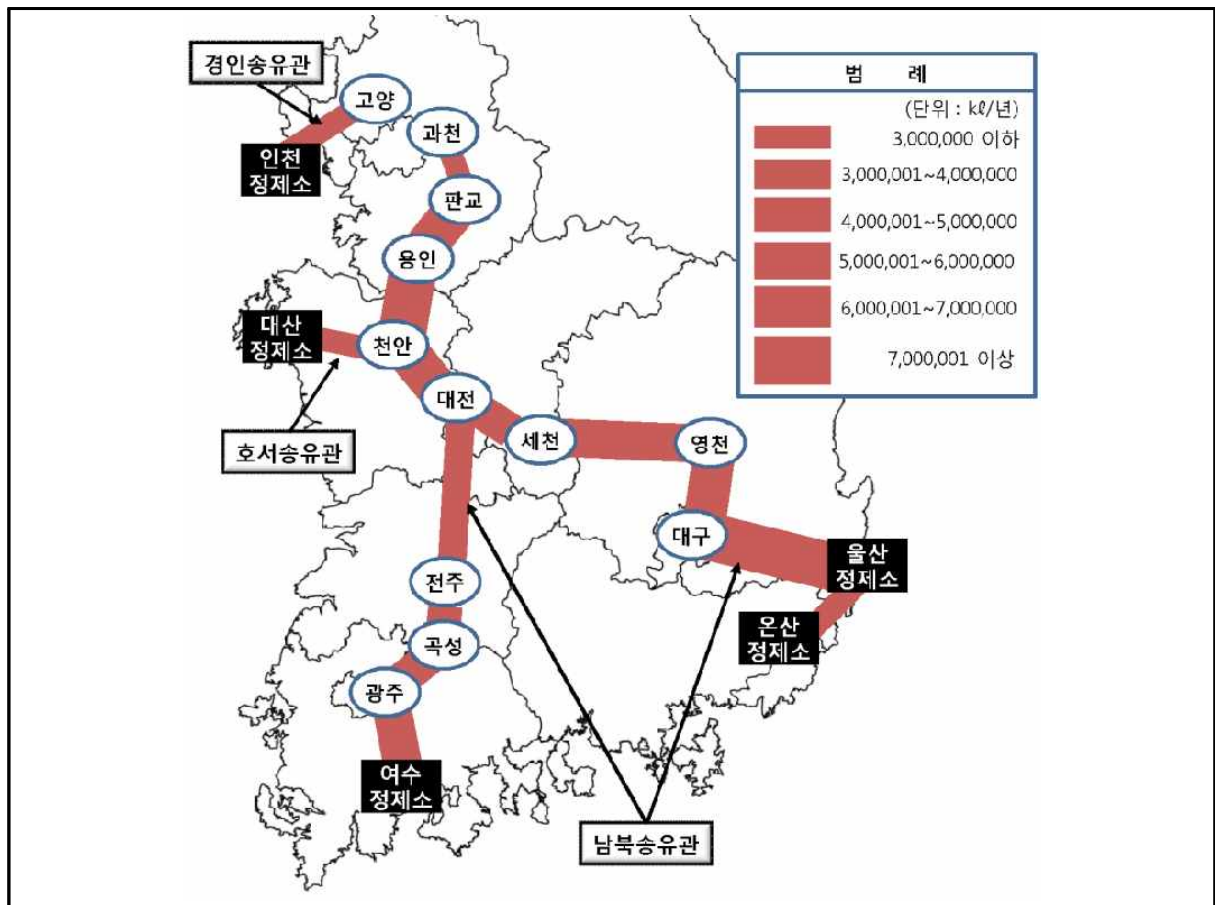 경인송유관
고양
과천
인천
정제소
판교
용인
대산
정제소
천안
대전
호서송유관
세천
영천
대구
울산
정제소
전주
온산
정제소
곡성
광주
여수
정제소
남북송유관
범 례
(단위 : kℓ/년)
3,000,000 이하
3,000,001~4,000,000
4,000,001~5,000,000
5,000,001~6,000,000
6,000,001~7,000,000
7,000,001 이상